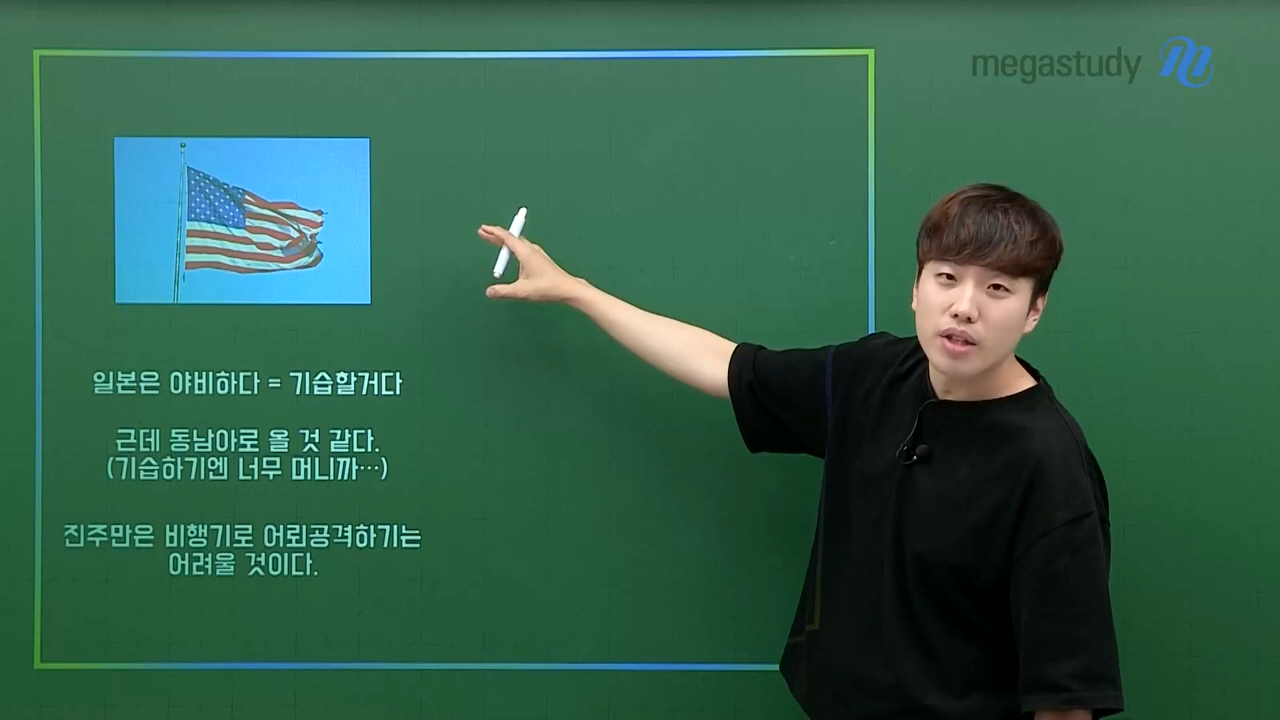 megastudy
일본은 야비하다 = 기습할거다
근데 동남아로 올 것 같다.
(기습하기엔 너무 머니까…)
진주만은 비행기로 어뢰공격하기는
어려울 것이다.